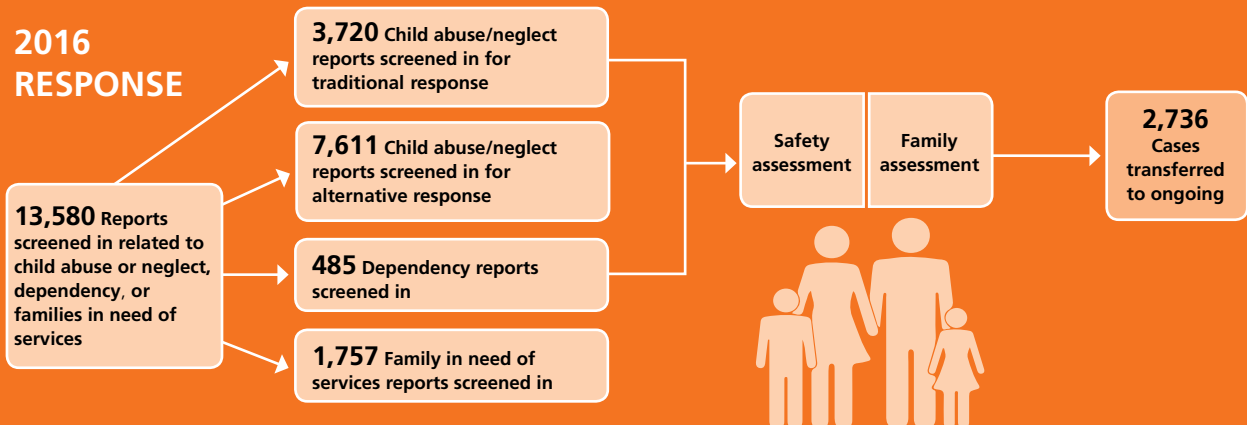 2016
RESPONSE
3,720 Child abuse/neglect
reports screened in for
traditional response
7,611 Child abuse/neglect
reports screened in for
alternative response
13,580 Reports
screened in related to
child abuse or neglect,
dependency, or
families in need of
services
485 Dependency reports
screened in
1,757 Family in need of
services reports screened in
Safety
assessment
Family
assessment
2,736
Cases
transferred
to ongoing